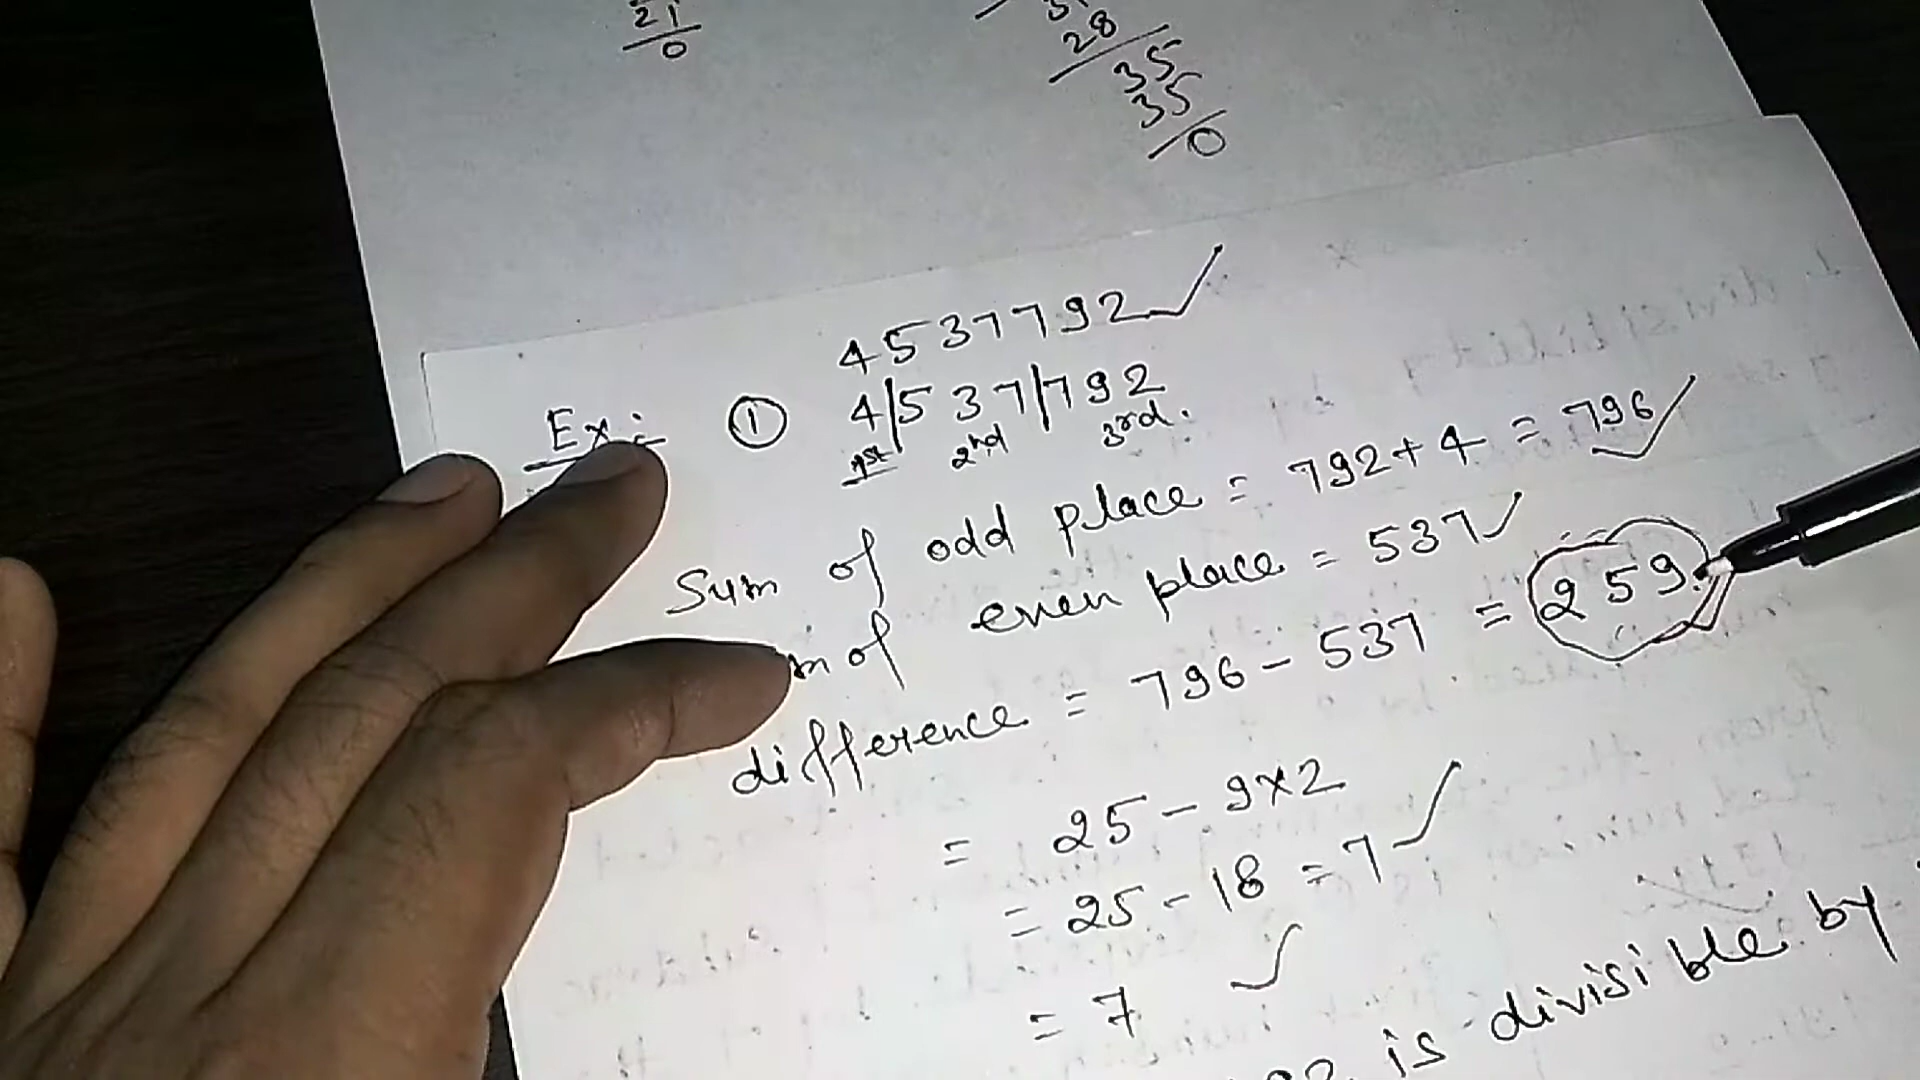 21
0
28
35
35
0
4537792
Ex:- ① 4/537/792
1st 2nd 3rd.
Sum of odd place = 792+4 = 796
of even place = 537
difference = 796 - 537 = 259
= 25 - 9×2
= 25 - 18 = 7
= 7
is divisible by